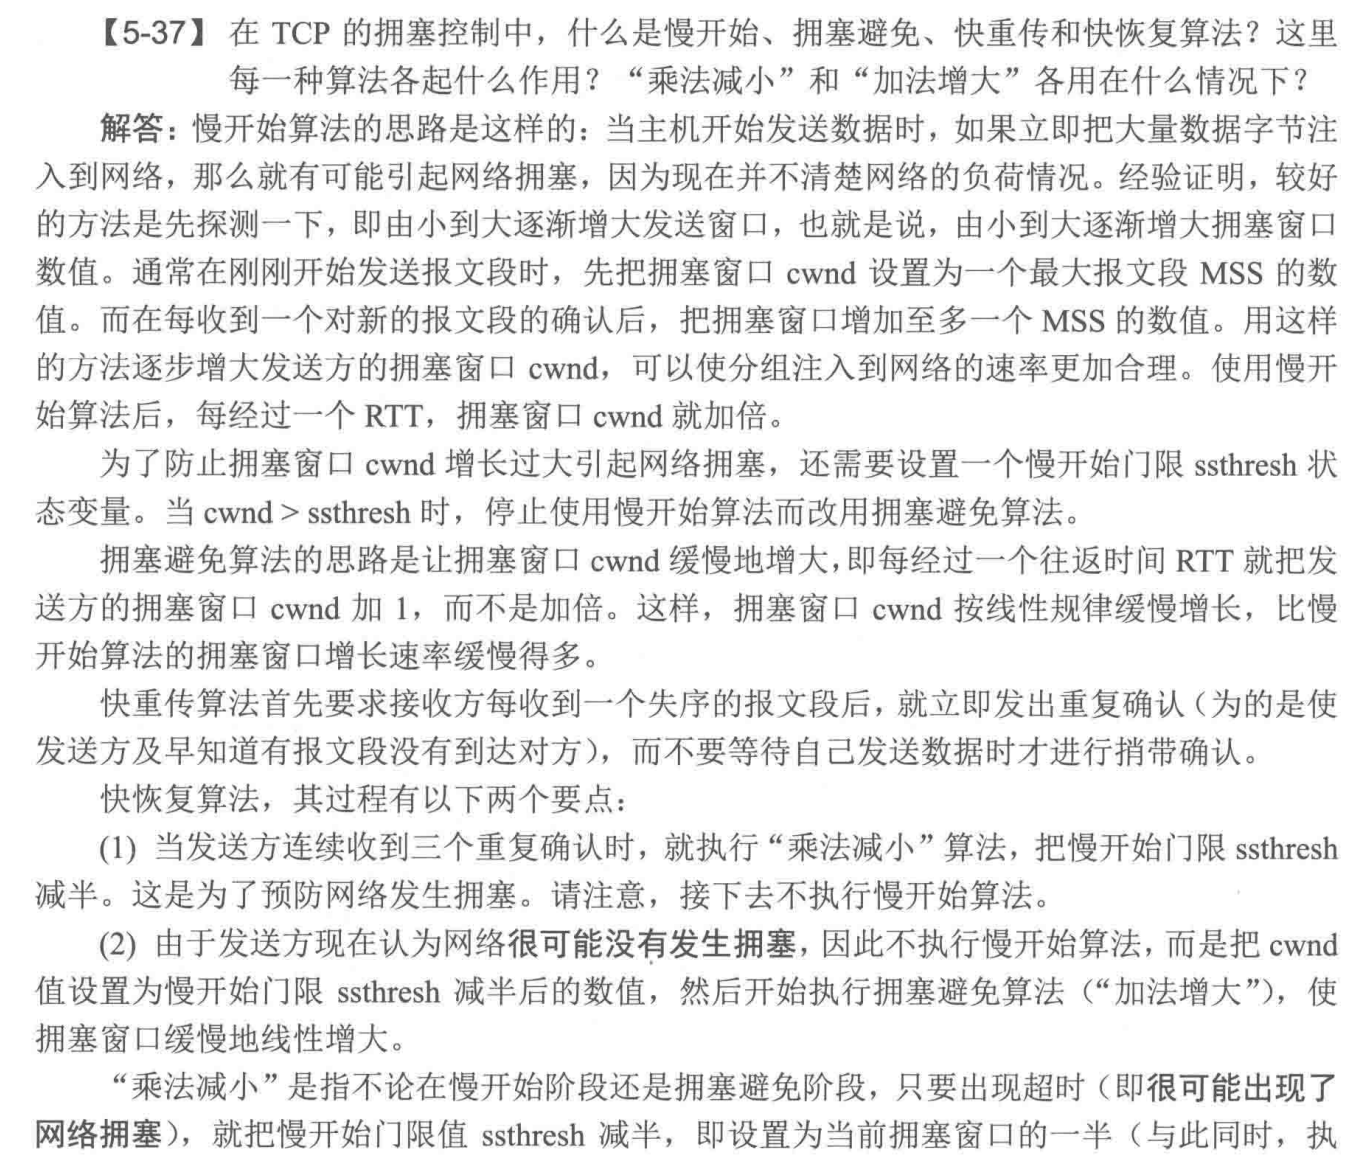 【5-37】 在 TCP 的拥塞控制中，什么是慢开始、拥塞避免、快重传和快恢复算法？这里
每一种算法各起什么作用？“乘法减小”和“加法增大”各用在什么情况下？
解答：慢开始算法的思路是这样的：当主机开始发送数据时，如果立即把大量数据字节注
入到网络，那么就有可能引起网络拥塞，因为现在并不清楚网络的负荷情况。经验证明，较好
的方法是先探测一下，即由小到大逐渐增大发送窗口，也就是说，由小到大逐渐增大拥塞窗口
数值。通常在刚刚开始发送报文段时，先把拥塞窗口 cwnd 设置为一个最大报文段 MSS 的数
值。而在每收到一个对新的报文段的确认后，把拥塞窗口增加至多一个 MSS 的数值。用这样
的方法逐步增大发送方的拥塞窗口 cwnd，可以使分组注入到网络的速率更加合理。使用慢开
始算法后，每经过一个 RTT，拥塞窗口 cwnd 就加倍。
为了防止拥塞窗口 cwnd 增长过大引起网络拥塞，还需要设置一个慢开始门限 ssthresh 状
态变量。当 cwnd > ssthresh 时，停止使用慢开始算法而改用拥塞避免算法。
拥塞避免算法的思路是让拥塞窗口 cwnd 缓慢地增大，即每经过一个往返时间 RTT 就把发
送方的拥塞窗口 cwnd 加 1，而不是加倍。这样，拥塞窗口 cwnd 按线性规律缓慢增长，比慢
开始算法的拥塞窗口增长速率缓慢得多。
快重传算法首先要求接收方每收到一个失序的报文段后，就立即发出重复确认（为的是使
发送方及早知道有报文段没有到达对方），而不要等待自己发送数据时才进行捎带确认。
快恢复算法，其过程有以下两个要点：
(1) 当发送方连续收到三个重复确认时，就执行“乘法减小”算法，把慢开始门限 ssthresh
减半。这是为了预防网络发生拥塞。请注意，接下去不执行慢开始算法。
(2) 由于发送方现在认为网络很可能没有发生拥塞，因此不执行慢开始算法，而是把 cwnd
值设置为慢开始门限 ssthresh 减半后的数值，然后开始执行拥塞避免算法（“加法增大”），使
拥塞窗口缓慢地线性增大。
“乘法减小”是指不论在慢开始阶段还是拥塞避免阶段，只要出现超时（即很可能出现了
网络拥塞），就把慢开始门限值 ssthresh 减半，即设置为当前拥塞窗口的一半（与此同时，执